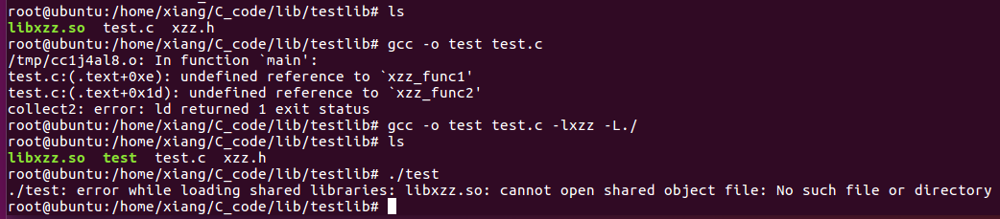 root@ubuntu:/home/xiang/C_code/lib/testlib# ls
libxzz.so  test.c  xzz.h
root@ubuntu:/home/xiang/C_code/lib/testlib# gcc -o test test.c
/tmp/cc1j4al8.o: In function `main':
test.c:(.text+0xe): undefined reference to `xzz_func1'
test.c:(.text+0x1d): undefined reference to `xzz_func2'
collect2: error: ld returned 1 exit status
root@ubuntu:/home/xiang/C_code/lib/testlib# gcc -o test test.c -lxzz -L./
root@ubuntu:/home/xiang/C_code/lib/testlib# ls
libxzz.so  test  test.c  xzz.h
root@ubuntu:/home/xiang/C_code/lib/testlib# ./test
./test: error while loading shared libraries: libxzz.so: cannot open shared object file: No such file or directory
root@ubuntu:/home/xiang/C_code/lib/testlib#